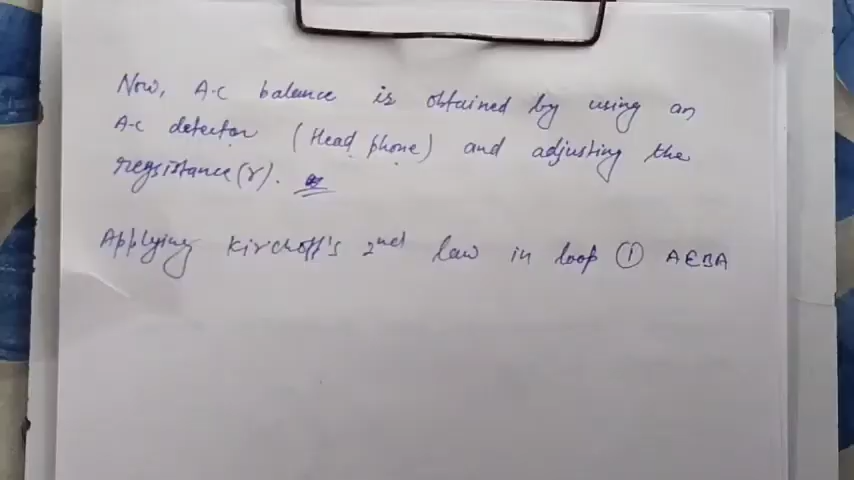 Now, A.C balance is obtained by using an
A.C detector (Head phone) and adjusting the
regsistance(r).
Applying Kirchoff's 2nd law in loop ① AEBA